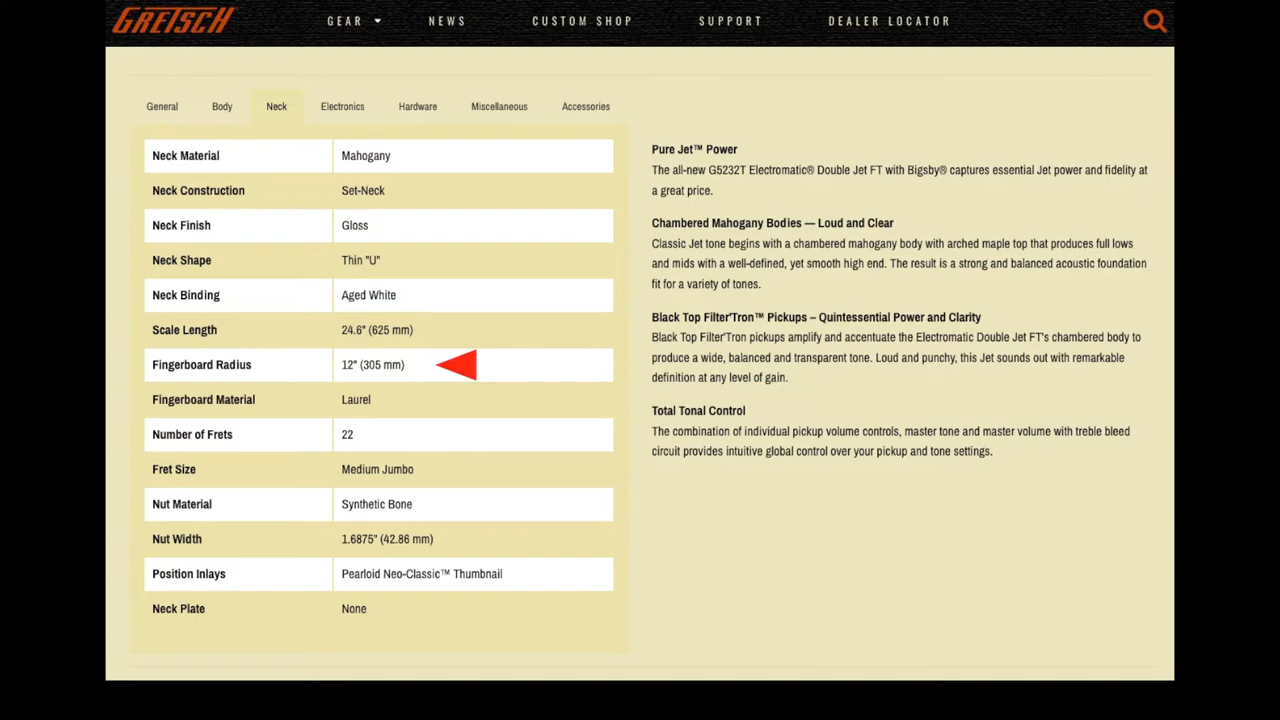 GRETSCH
GEAR NEWS CUSTOM SHOP SUPPORT DEALER LOCATOR
General Body Neck Electronics Hardware Miscellaneous Accessories
Neck Material Mahogany
Neck Construction Set-Neck
Neck Finish Gloss
Neck Shape Thin "U"
Neck Binding Aged White
Scale Length 24.6" (625 mm)
Fingerboard Radius 12" (305 mm)
Fingerboard Material Laurel
Number of Frets 22
Fret Size Medium Jumbo
Nut Material Synthetic Bone
Nut Width 1.6875" (42.86 mm)
Position Inlays Pearloid Neo-Classic™ Thumbnail
Neck Plate None
Pure Jet™ Power
The all-new G5232T Electromatic® Double Jet FT with Bigsby® captures essential Jet power and fidelity at
a great price.
Chambered Mahogany Bodies — Loud and Clear
Classic Jet tone begins with a chambered mahogany body with arched maple top that produces full lows
and mids with a well-defined, yet smooth high end. The result is a strong and balanced acoustic foundation
fit for a variety of tones.
Black Top Filter'Tron™ Pickups – Quintessential Power and Clarity
Black Top Filter'Tron pickups amplify and accentuate the Electromatic Double Jet FT's chambered body to
produce a wide, balanced and transparent tone. Loud and punchy, this Jet sounds out with remarkable
definition at any level of gain.
Total Tonal Control
The combination of individual pickup volume controls, master tone and master volume with treble bleed
circuit provides intuitive global control over your pickup and tone settings.